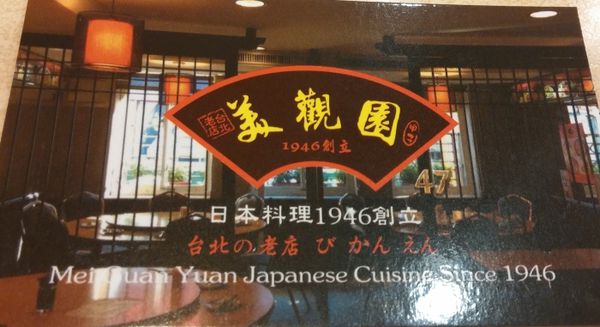 台北老店
美觀園
甲子
1946創立
47
日本料理1946創立
台北の老店 びかんえん
Mei Guan Yuan Japanese Cuisine Since 1946